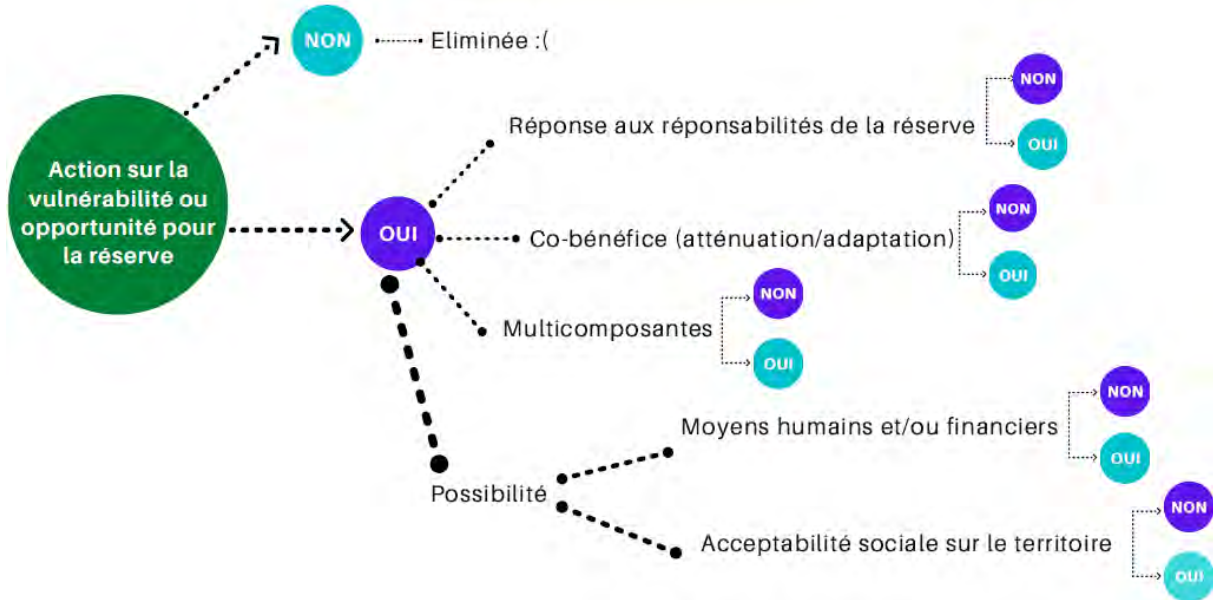 NON
Eliminée :(
Action sur la
vulnérabilité ou
opportunité pour
la réserve
OUI
Réponse aux réponsabilités de la réserve
NON
OUI
Co-bénéfice (atténuation/adaptation)
NON
OUI
Multicomposantes
NON
OUI
Possibilité
Moyens humains et/ou financiers
NON
OUI
Acceptabilité sociale sur le territoire
NON
OUI